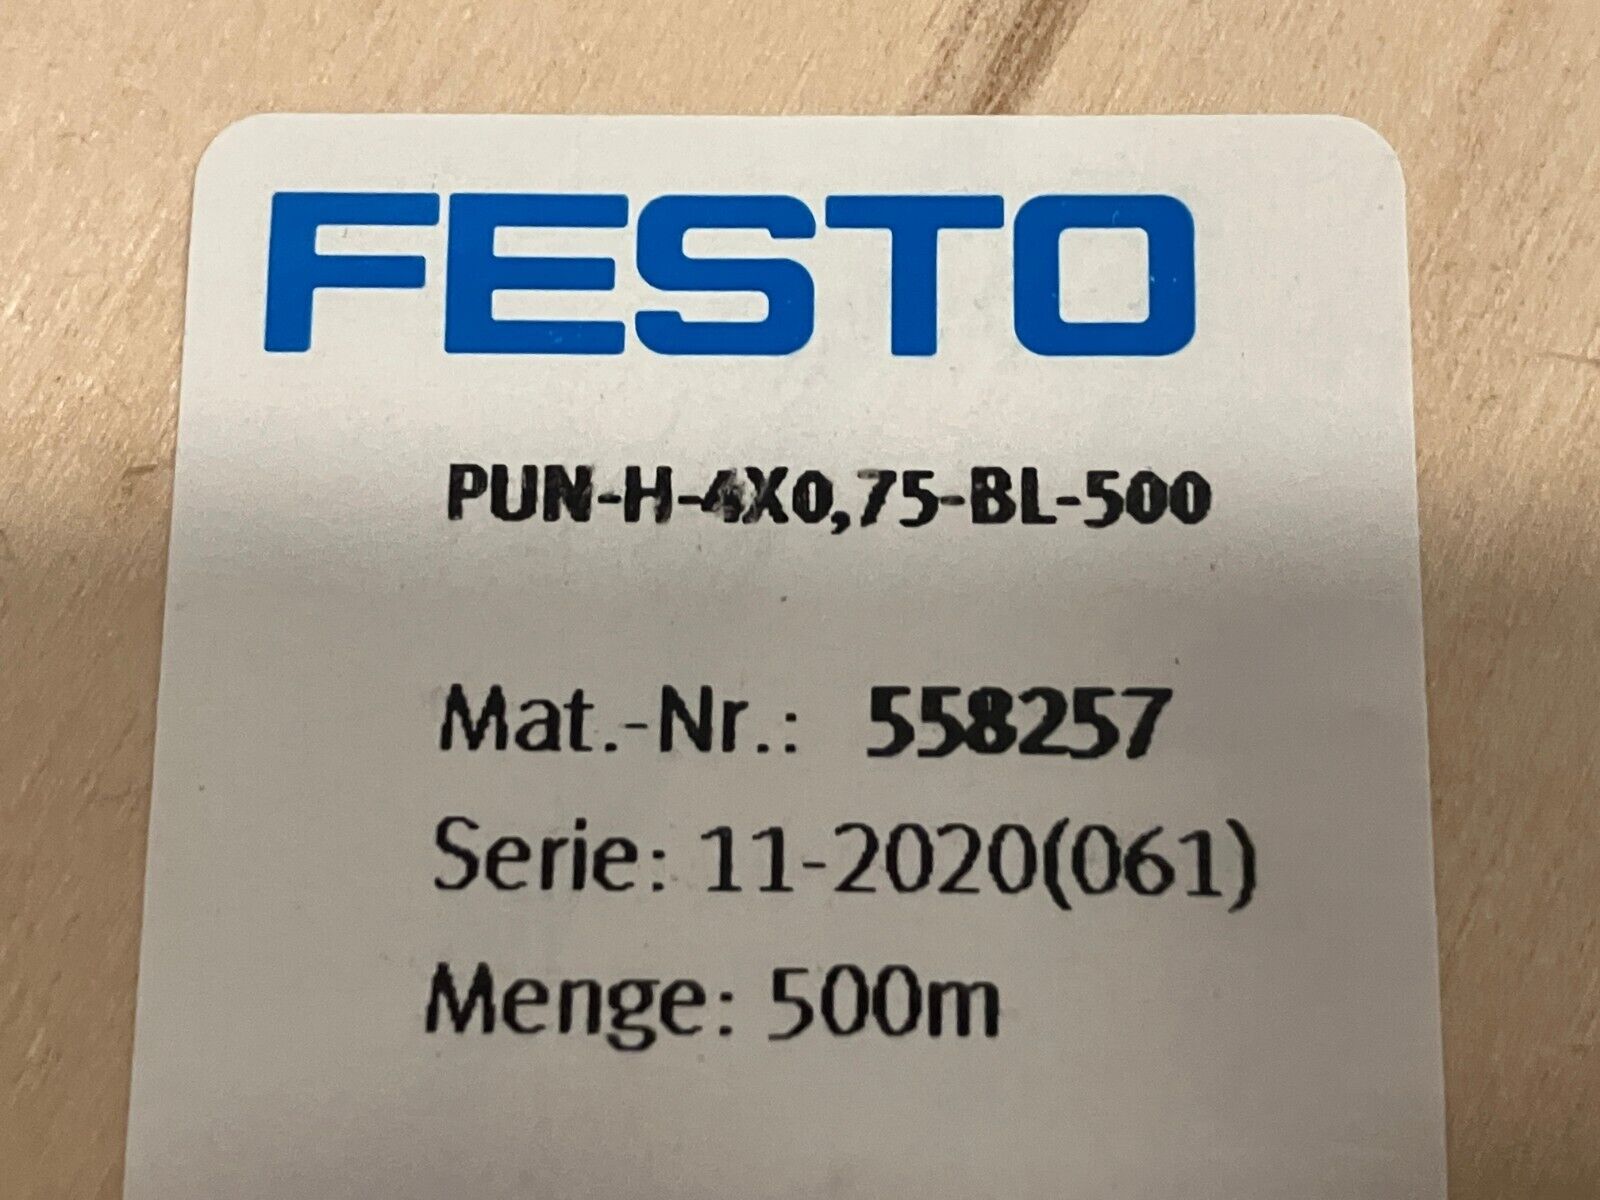 FESTO
PUN-H-4X0,75-BL-500
Mat.-Nr.: 558257
Serie: 11-2020(061)
Menge: 500m